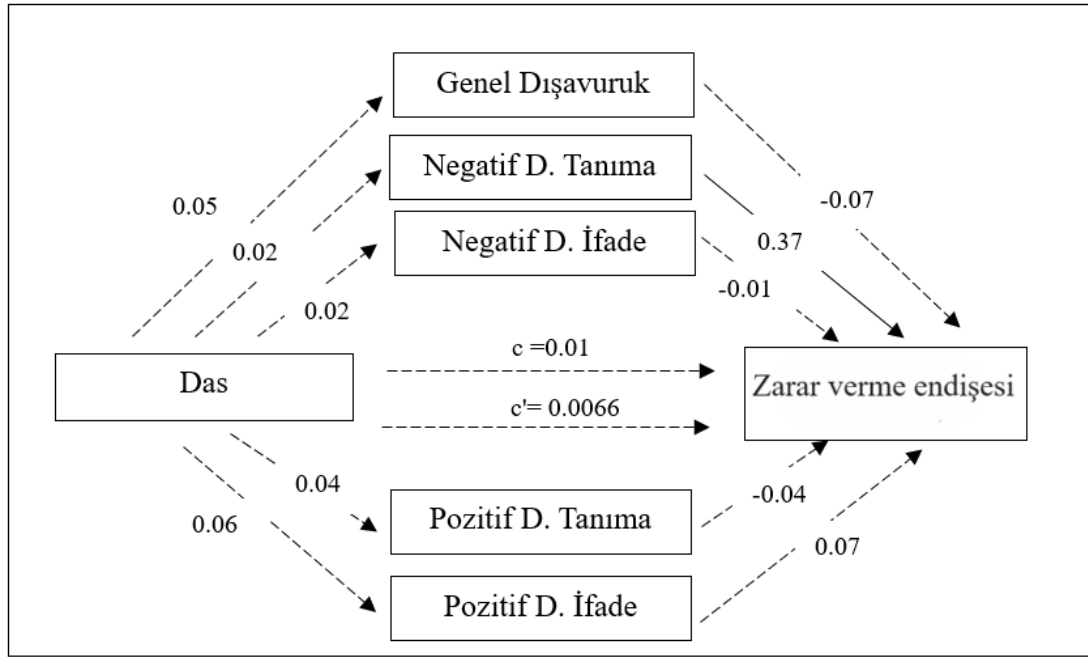 Genel Dışavuruk
Negatif D. Tanıma
Negatif D. İfade
0.05
0.02
0.02
-0.07
0.37
-0.01
Das
c =0.01
c'= 0.0066
Zarar verme endişesi
0.04
0.06
Pozitif D. Tanıma
Pozitif D. İfade
-0.04
0.07